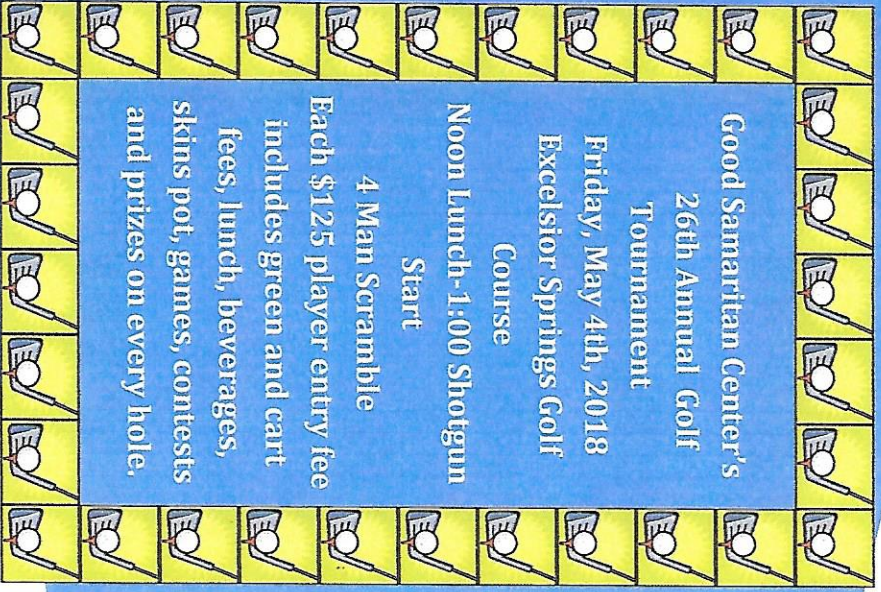 Good Samaritan Center's
26th Annual Golf
Tournament
Friday, May 4th, 2018
Excelsior Springs Golf
Course
Noon Lunch-1:00 Shotgun
Start
4 Man Scramble
Each $125 player entry fee
includes green and cart
fees, lunch, beverages,
skins pot, games, contests
and prizes on every hole.